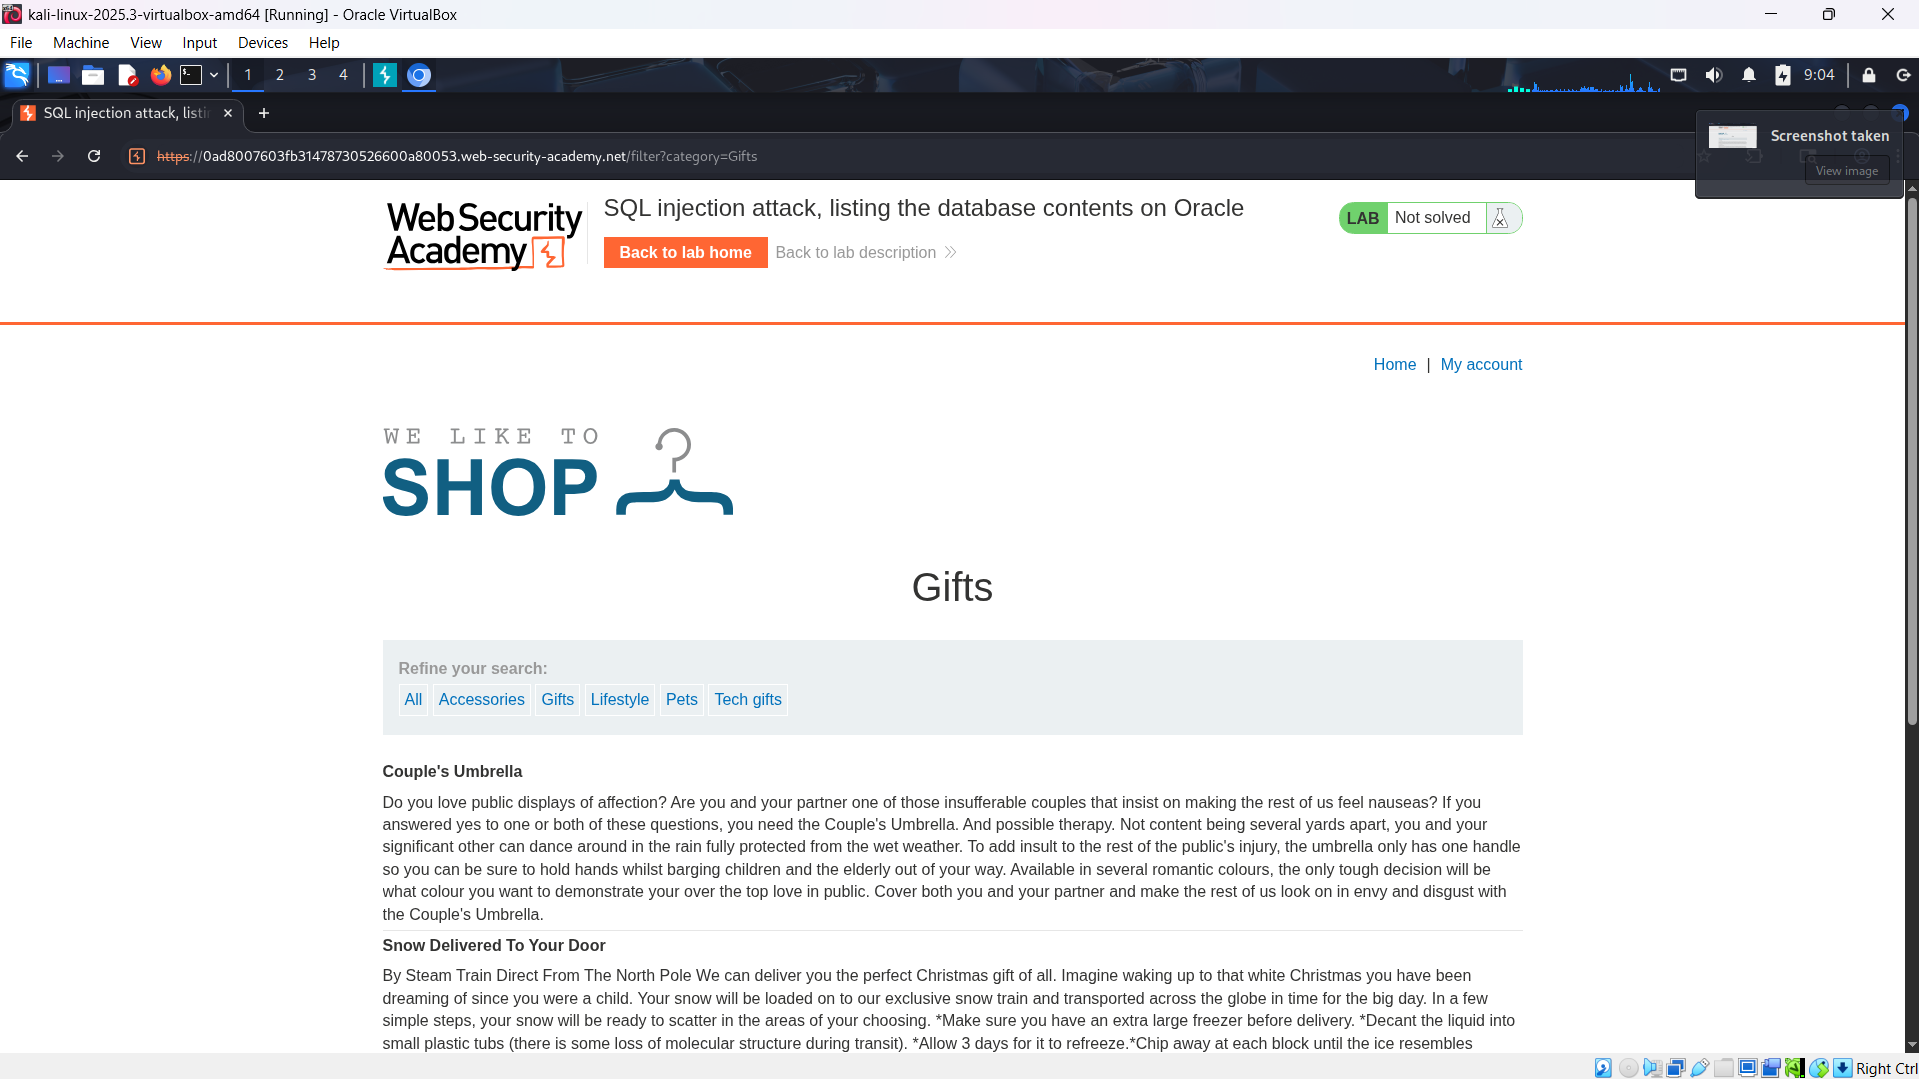 kali-linux-2025.3-virtualbox-amd64 [Running] - Oracle VirtualBox
File Machine View Input Devices Help
1 2 3 4 9:04
SQL injection attack, listin
Screenshot taken
https://0ad8007603fb31478730526600a80053.web-security-academy.net/filter?category=Gifts
View image
WebSecurity
Academy
SQL injection attack, listing the database contents on Oracle
LAB Not solved
Back to lab home Back to lab description
Home | My account
WE LIKE TO
SHOP
Gifts
Refine your search:
All Accessories Gifts Lifestyle Pets Tech gifts
Couple's Umbrella
Do you love public displays of affection? Are you and your partner one of those insufferable couples that insist on making the rest of us feel nauseas? If you
answered yes to one or both of these questions, you need the Couple's Umbrella. And possible therapy. Not content being several yards apart, you and your
significant other can dance around in the rain fully protected from the wet weather. To add insult to the rest of the public's injury, the umbrella only has one handle
so you can be sure to hold hands whilst barging children and the elderly out of your way. Available in several romantic colours, the only tough decision will be
what colour you want to demonstrate your over the top love in public. Cover both you and your partner and make the rest of us look on in envy and disgust with
the Couple's Umbrella.
Snow Delivered To Your Door
By Steam Train Direct From The North Pole We can deliver you the perfect Christmas gift of all. Imagine waking up to that white Christmas you have been
dreaming of since you were a child. Your snow will be loaded on to our exclusive snow train and transported across the globe in time for the big day. In a few
simple steps, your snow will be ready to scatter in the areas of your choosing. *Make sure you have an extra large freezer before delivery. *Decant the liquid into
small plastic tubs (there is some loss of molecular structure during transit). *Allow 3 days for it to refreeze.*Chip away at each block until the ice resembles
Right Ctrl